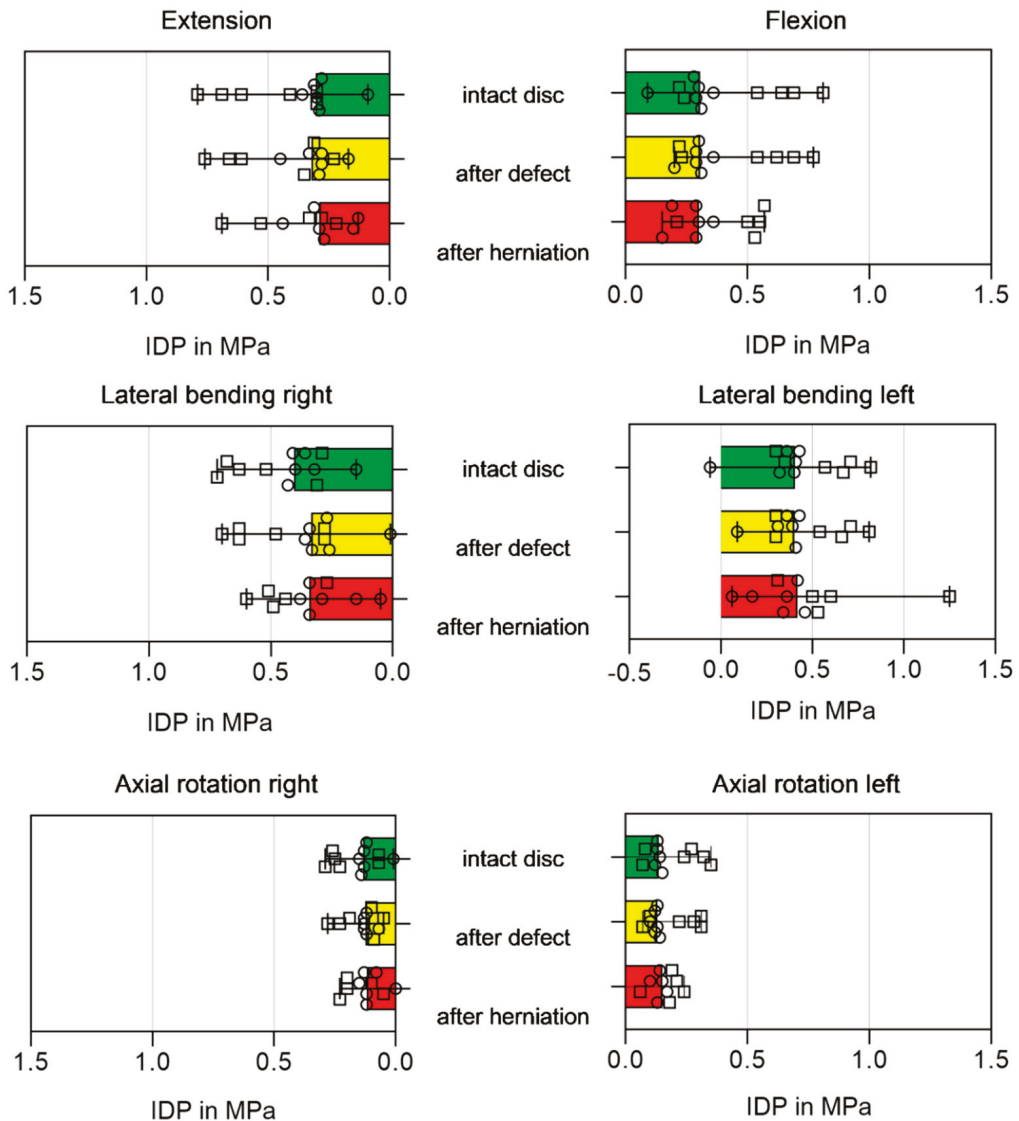 Extension Flexion
intact disc
after defect
after herniation
1.5 1.0 0.5 0.0 0.0 0.5 1.0 1.5
IDP in MPa IDP in MPa
Lateral bending right Lateral bending left
intact disc
after defect
after herniation
1.5 1.0 0.5 0.0 -0.5 0.0 0.5 1.0 1.5
IDP in MPa IDP in MPa
Axial rotation right Axial rotation left
intact disc
after defect
after herniation
1.5 1.0 0.5 0.0 0.0 0.5 1.0 1.5
IDP in MPa IDP in MPa